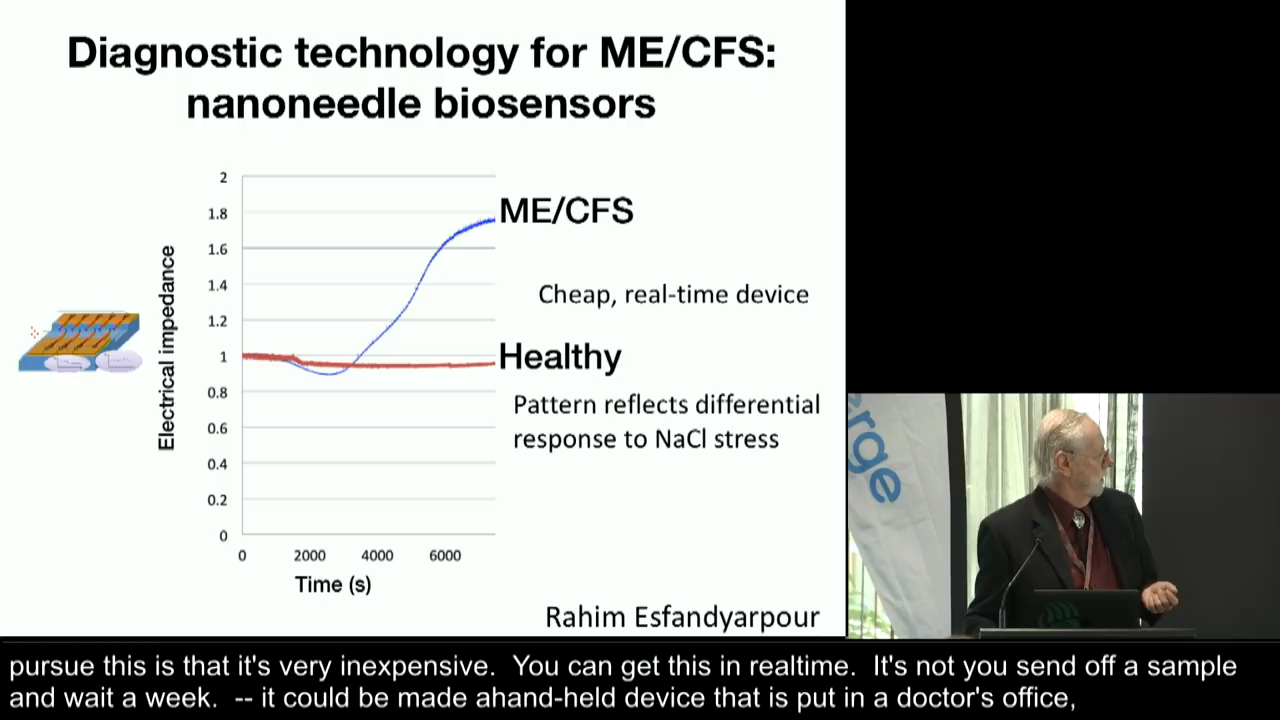 Diagnostic technology for ME/CFS:
nanoneedle biosensors
2
1.8
1.6
1.4
1.2
1
0.8
0.6
0.4
0.2
0
Electrical impedance
0 2000 4000 6000
Time (s)
ME/CFS
Cheap, real-time device
Healthy
Pattern reflects differential
response to NaCl stress
Rahim Esfandyarpour
erge
pursue this is that it's very inexpensive.  You can get this in realtime.  It's not you send off a sample
and wait a week.  -- it could be made ahand-held device that is put in a doctor's office,